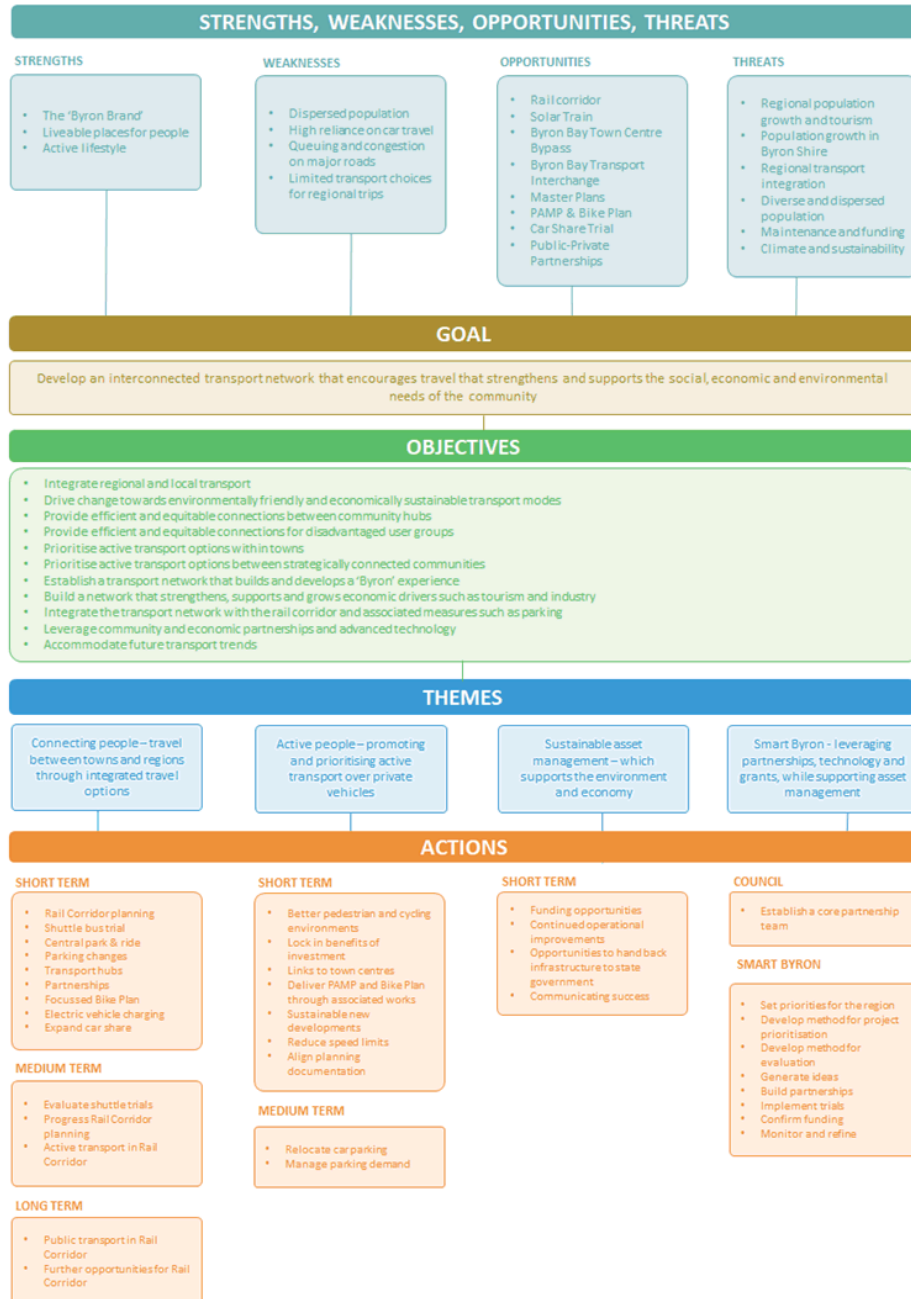 STRENGTHS, WEAKNESSES, OPPORTUNITIES, THREATS
STRENGTHS
• The 'Byron Brand'
• Liveable places for people
• Active lifestyle
WEAKNESSES
• Dispersed population
• High reliance on car travel
• Queuing and congestion
on major roads
• Limited transport choices
for regional trips
OPPORTUNITIES
• Rail corridor
• Solar Train
• Byron Bay Town Centre
Bypass
• Byron Bay Transport
Interchange
• Master Plans
• PAMP & Bike Plan
• Car Share Trial
• Public-Private
Partnerships
THREATS
• Regional population
growth and tourism
• Population growth in
Byron Shire
• Regional transport
integration
• Diverse and dispersed
population
• Maintenance and funding
• Climate and sustainability
GOAL
Develop an interconnected transport network that encourages travel that strengthens and supports the social, economic and environmental
needs of the community
OBJECTIVES
• Integrate regional and local transport
• Drive change towards environmentally friendly and economically sustainable transport modes
• Provide efficient and equitable connections between community hubs
• Provide efficient and equitable connections for disadvantaged user groups
• Prioritise active transport options within towns
• Prioritise active transport options between strategically connected communities
• Establish a transport network that builds and develops a 'Byron' experience
• Build a network that strengthens, supports and grows economic drivers such as tourism and industry
• Integrate the transport network with the rail corridor and associated measures such as parking
• Leverage community and economic partnerships and advanced technology
• Accommodate future transport trends
THEMES
Connecting people – travel
between towns and regions
through integrated travel
options
Active people – promoting
and prioritising active
transport over private
vehicles
Sustainable asset
management – which
supports the environment
and economy
Smart Byron - leveraging
partnerships, technology and
grants, while supporting asset
management
ACTIONS
SHORT TERM
• Rail Corridor planning
• Shuttle bus trial
• Central park & ride
• Parking changes
• Transport hubs
• Partnerships
• Focussed Bike Plan
• Electric vehicle charging
• Expand car share
MEDIUM TERM
• Evaluate shuttle trials
• Progress Rail Corridor
planning
• Active transport in Rail
Corridor
LONG TERM
• Public transport in Rail
Corridor
• Further opportunities for Rail
Corridor
SHORT TERM
• Better pedestrian and cycling
environments
• Lock in benefits of
investment
• Links to town centres
• Deliver PAMP and Bike Plan
through associated works
• Sustainable new
developments
• Reduce speed limits
• Align planning
documentation
MEDIUM TERM
• Relocate car parking
• Manage parking demand
SHORT TERM
• Funding opportunities
• Continued operational
improvements
• Opportunities to hand back
infrastructure to state
government
• Communicating success
COUNCIL
• Establish a core partnership
team
SMART BYRON
• Set priorities for the region
• Develop method for project
prioritisation
• Develop method for
evaluation
• Generate ideas
• Build partnerships
• Implement trials
• Confirm funding
• Monitor and refine